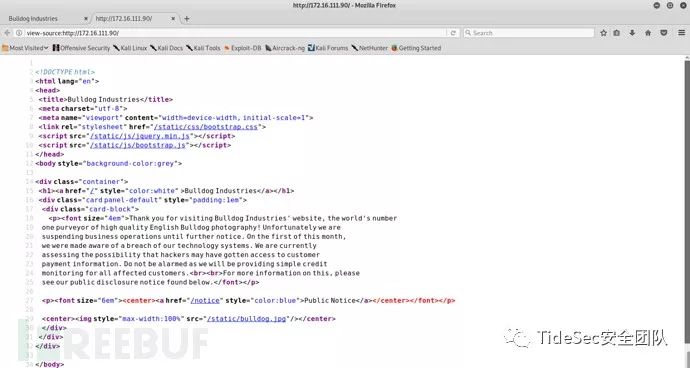 http://172.16.111.90/ - Mozilla Firefox
Bulldog Industries
http://172.16.111.90/
view-source:http://172.16.111.90/
Search
Most Visited
Offensive Security
Kali Linux
Kali Docs
Kali Tools
Exploit-DB
Aircrack-ng
Kali Forums
NetHunter
Getting Started
1
2 <!DOCTYPE html>
3 <html lang="en">
4 <head>
5 <title>Bulldog Industries</title>
6 <meta charset="utf-8">
7 <meta name="viewport" content="width=device-width, initial-scale=1">
8 <link rel="stylesheet" href="/static/css/bootstrap.css">
9 <script src="/static/js/jquery.min.js"></script>
10 <script src="/static/js/bootstrap.js"></script>
11 </head>
12 <body style="background-color:grey">
13
14 <div class="container">
15 <h1><a href="/" style="color:white" >Bulldog Industries</a></h1>
16 <div class="card panel-default" style="padding:1em">
17 <div class="card-block">
18 <p><font size="4em">Thank you for visiting Bulldog Industries' website, the world's number
19 one purveyor of high quality English Bulldog photography! Unfortunately we are
20 suspending business operations until further notice. On the first of this month,
21 we were made aware of a breach of our technology systems. We are currently
22 assessing the possibility that hackers may have gotten access to customer
23 payment information. Do not be alarmed as we will be providing simple credit
24 monitoring for all affected customers.<br><br>For more information on this, please
25 see our public disclosure notice found below.</font></p>
26
27 <p><font size="6em"><center><a href="/notice" style="color:blue">Public Notice</a></center></font></p>
28
29 <center><img style="max-width:100%" src="/static/bulldog.jpg"/></center>
30 </div>
31 </div>
32 </div>
33
34 </body>
REEBUF
TideSec安全团队